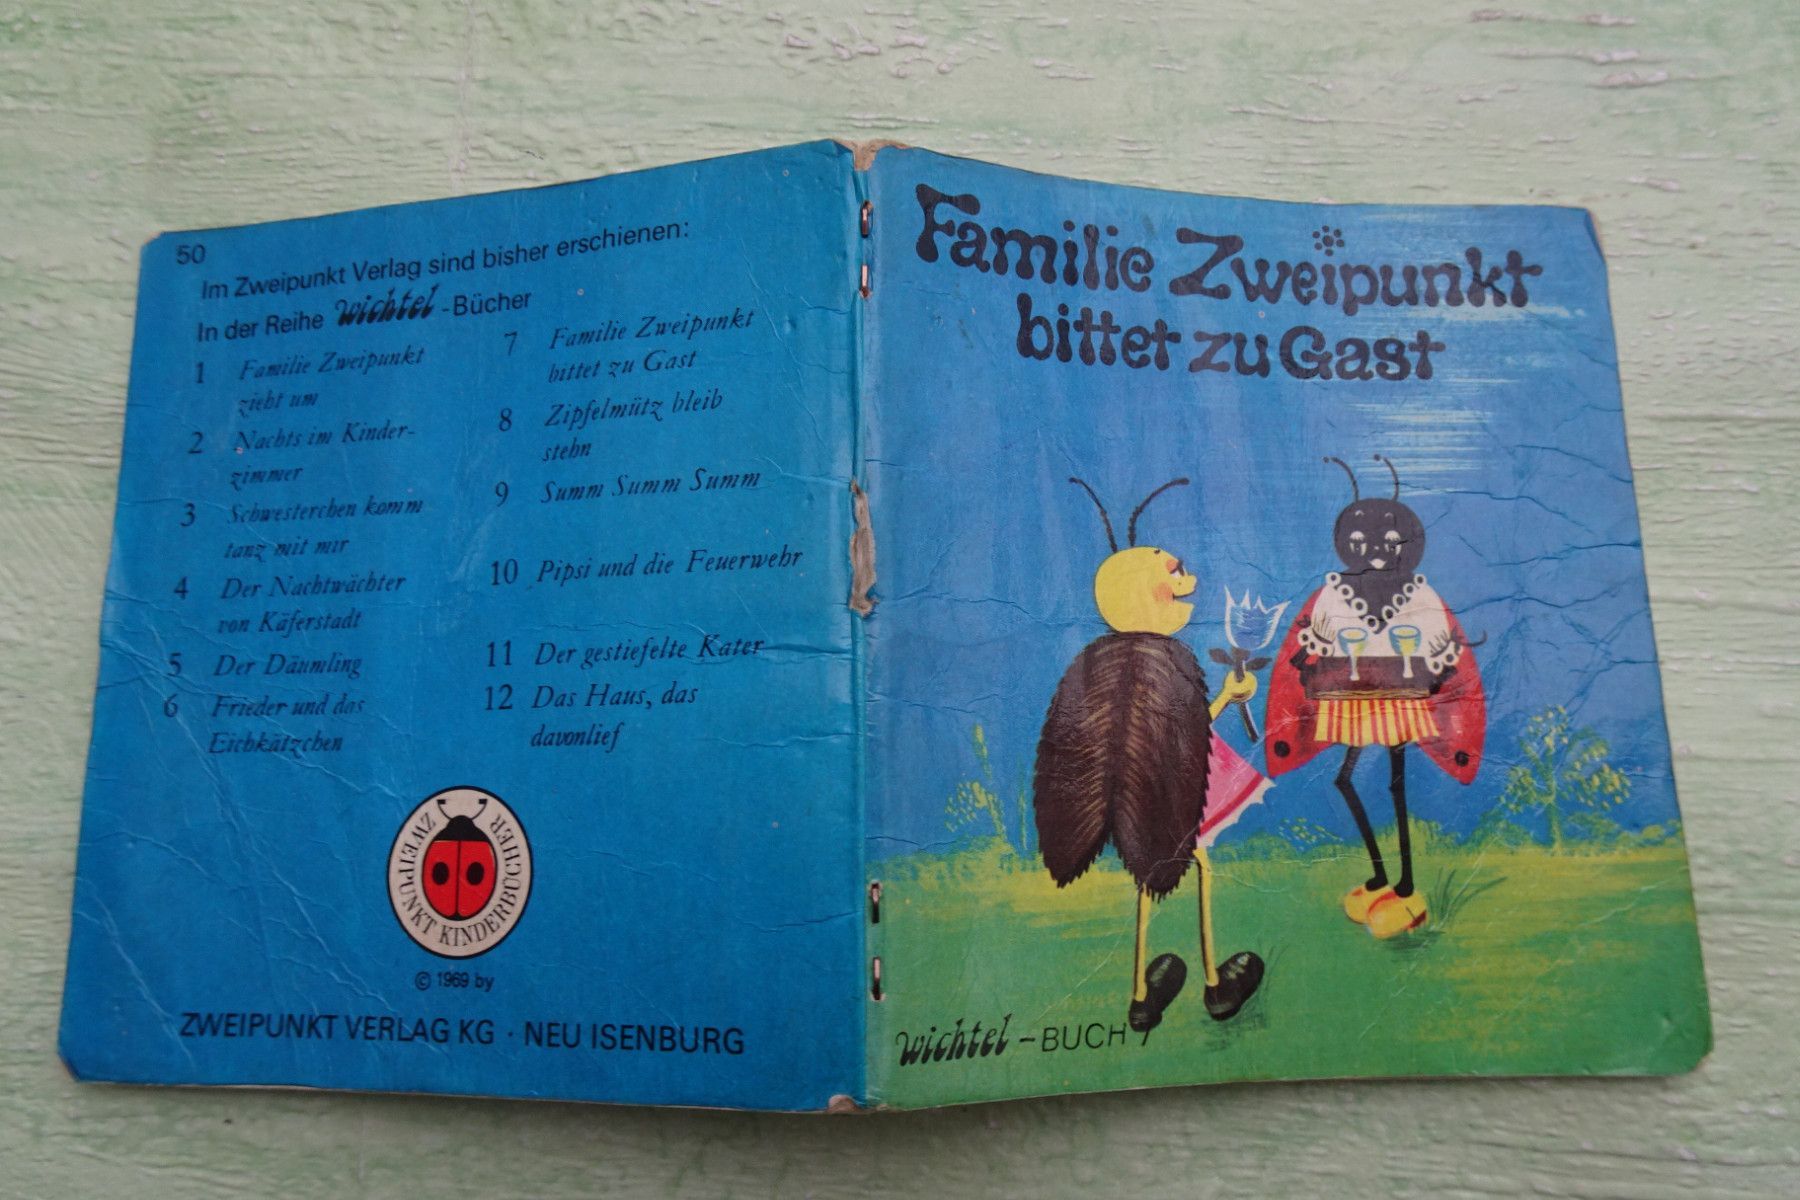 50
Im Zweipunkt Verlag sind bisher erschienen:
In der Reihe wichtel-Bücher
1 Familie Zweipunkt
zieht um
2 Nachts im Kinder-
zimmer
3 Schwesterchen komm
tanz mit mir
4 Der Nachtwächter
von Käferstadt
5 Der Däumling
6 Frieder und das
Eichkätzchen
7 Familie Zweipunkt
bittet zu Gast
8 Zipfelmütz bleib
stehn
9 Summ Summ Summ
10 Pipsi und die Feuerwehr
11 Der gestiefelte Kater
12 Das Haus, das
davonlief
ZWEIPUNKT KINDERBÜCHER
© 1969 by
ZWEIPUNKT VERLAG KG · NEU ISENBURG
Familie Zweipunkt
bittet zu Gast
wichtel-BUCH 7